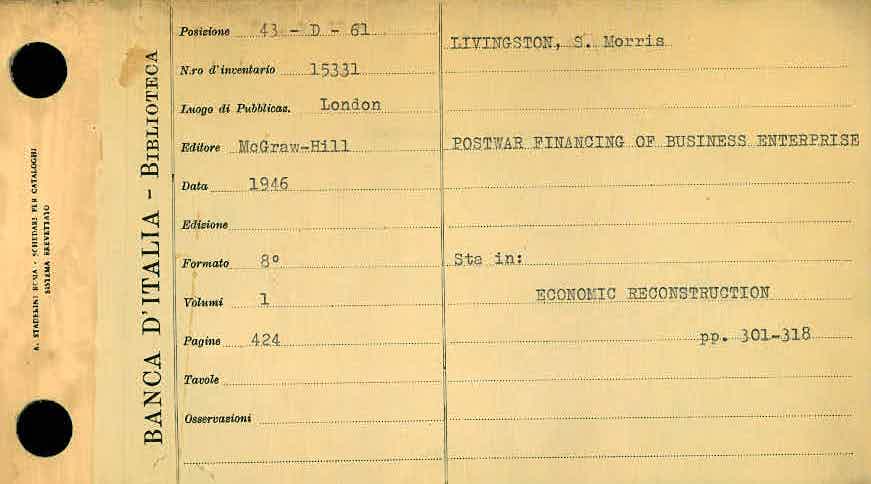 A. STADERINI ROMA - SCHEDARI PER CATALOGHI
SISTEMA BREVETTATO
BANCA D'ITALIA - BIBLIOTECA
Posizione 43 - D - 61
N.ro d'inventario 15331
Luogo di Pubblicaz. London
Editore McGraw-Hill
Data 1946
Edizione
Formato 8°
Volumi 1
Pagine 424
Tavole
Osservazioni
LIVINGSTON, S. Morris
POSTWAR FINANCING OF BUSINESS ENTERPRISE
Sta in:
ECONOMIC RECONSTRUCTION
pp. 301-318